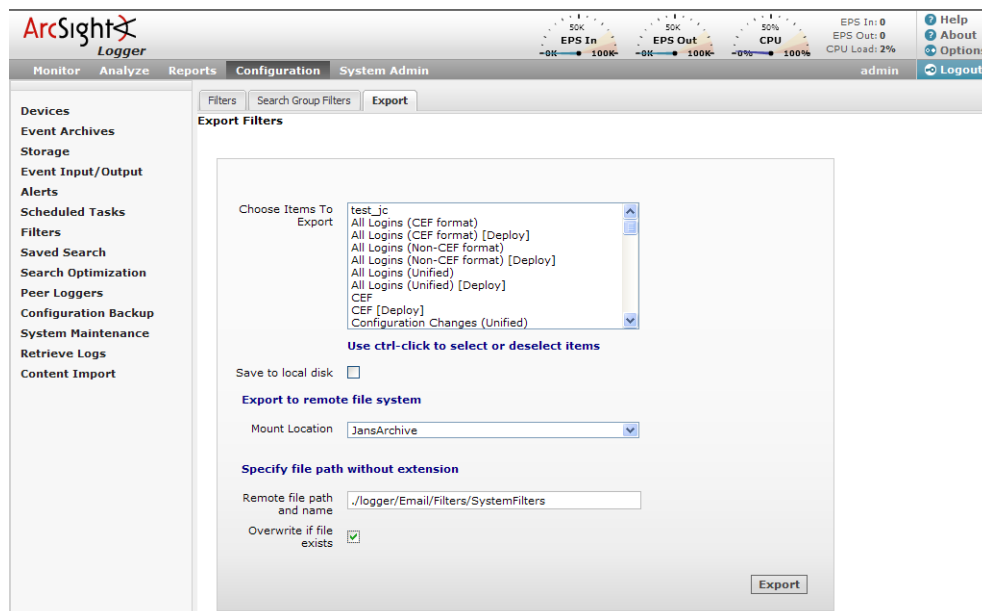 ArcSight
Logger
50K
EPS In
0K 100K
50K
EPS Out
0K 100K
50%
CPU
0% 100%
EPS In: 0
EPS Out: 0
CPU Load: 2%
Help
About
Options
Monitor Analyze Reports Configuration System Admin admin Logout
Devices
Event Archives
Storage
Event Input/Output
Alerts
Scheduled Tasks
Filters
Saved Search
Search Optimization
Peer Loggers
Configuration Backup
System Maintenance
Retrieve Logs
Content Import
Filters Search Group Filters Export
Export Filters
Choose Items To
Export
test_jc
All Logins (CEF format)
All Logins (CEF format) [Deploy]
All Logins (Non-CEF format)
All Logins (Non-CEF format) [Deploy]
All Logins (Unified)
All Logins (Unified) [Deploy]
CEF
CEF [Deploy]
Configuration Changes (Unified)
Use ctrl-click to select or deselect items
Save to local disk
Export to remote file system
Mount Location JansArchive
Specify file path without extension
Remote file path
and name
./logger/Email/Filters/SystemFilters
Overwrite if file
exists
Export